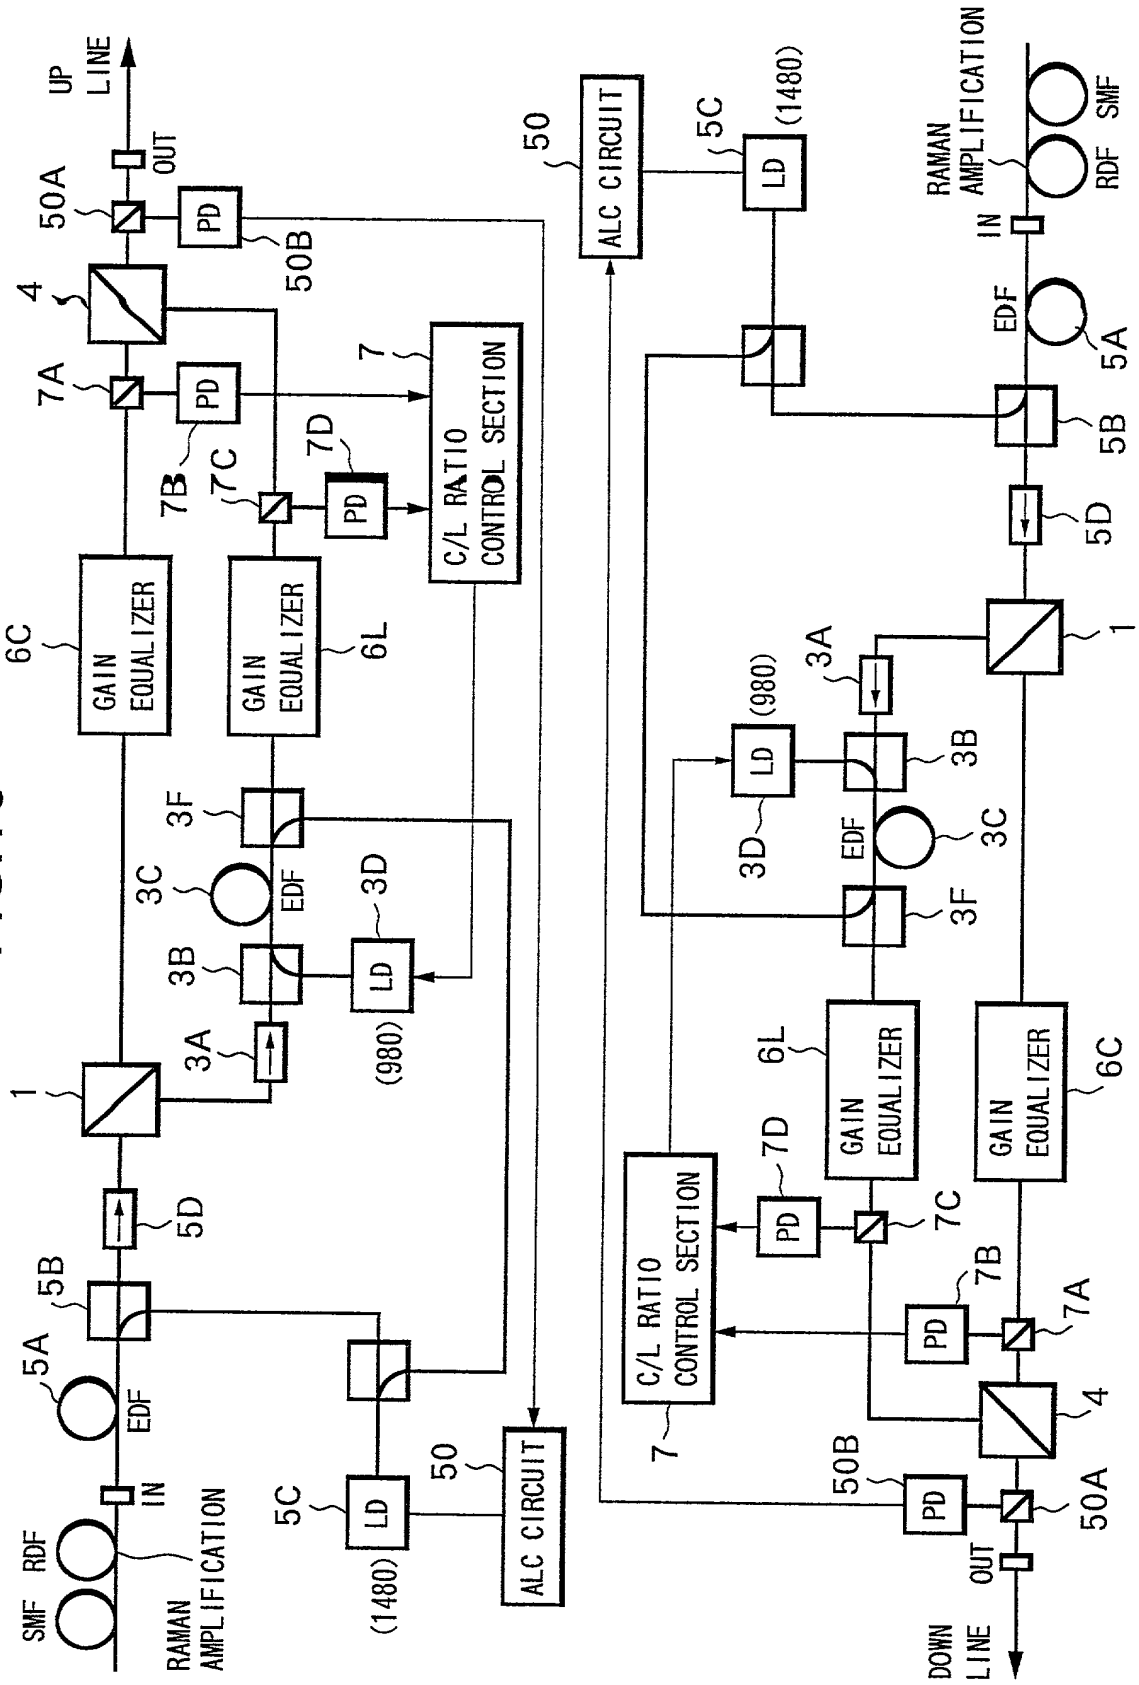 SMF
RDF
RAMAN
AMPLIFICATION
IN
5A
EDF
5B
5D
1
3A
3B
3C
EDF
3F
3D
LD
(980)
6C
GAIN
EQUALIZER
GAIN
EQUALIZER
6L
7A
PD
7B
7C
7D
PD
7
C/L RATIO
CONTROL SECTION
4
50A
PD
50B
OUT
UP
LINE
5C
LD
(1480)
50
ALC CIRCUIT
50
ALC CIRCUIT
5C
LD
(1480)
RAMAN
AMPLIFICATION
SMF
RDF
IN
EDF
5A
5B
5D
1
3A
(980)
LD
3D
3B
EDF
3C
3F
6L
GAIN
EQUALIZER
GAIN
EQUALIZER
6C
7D
PD
7C
C/L RATIO
CONTROL SECTION
7
7B
PD
7A
4
50B
PD
50A
OUT
DOWN
LINE